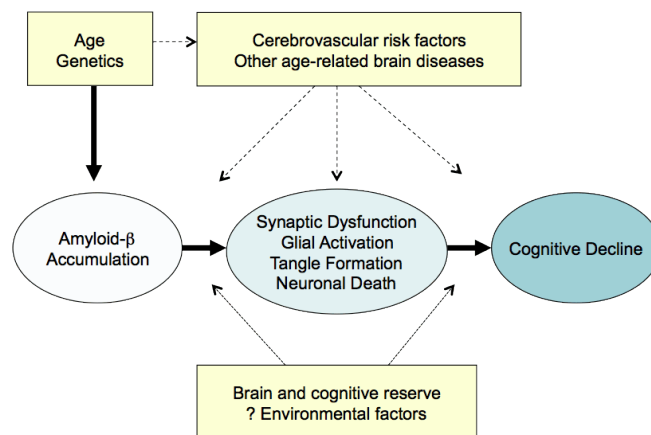 Age
Genetics
Cerebrovascular risk factors
Other age-related brain diseases
Amyloid-β
Accumulation
Synaptic Dysfunction
Glial Activation
Tangle Formation
Neuronal Death
Cognitive Decline
Brain and cognitive reserve
? Environmental factors